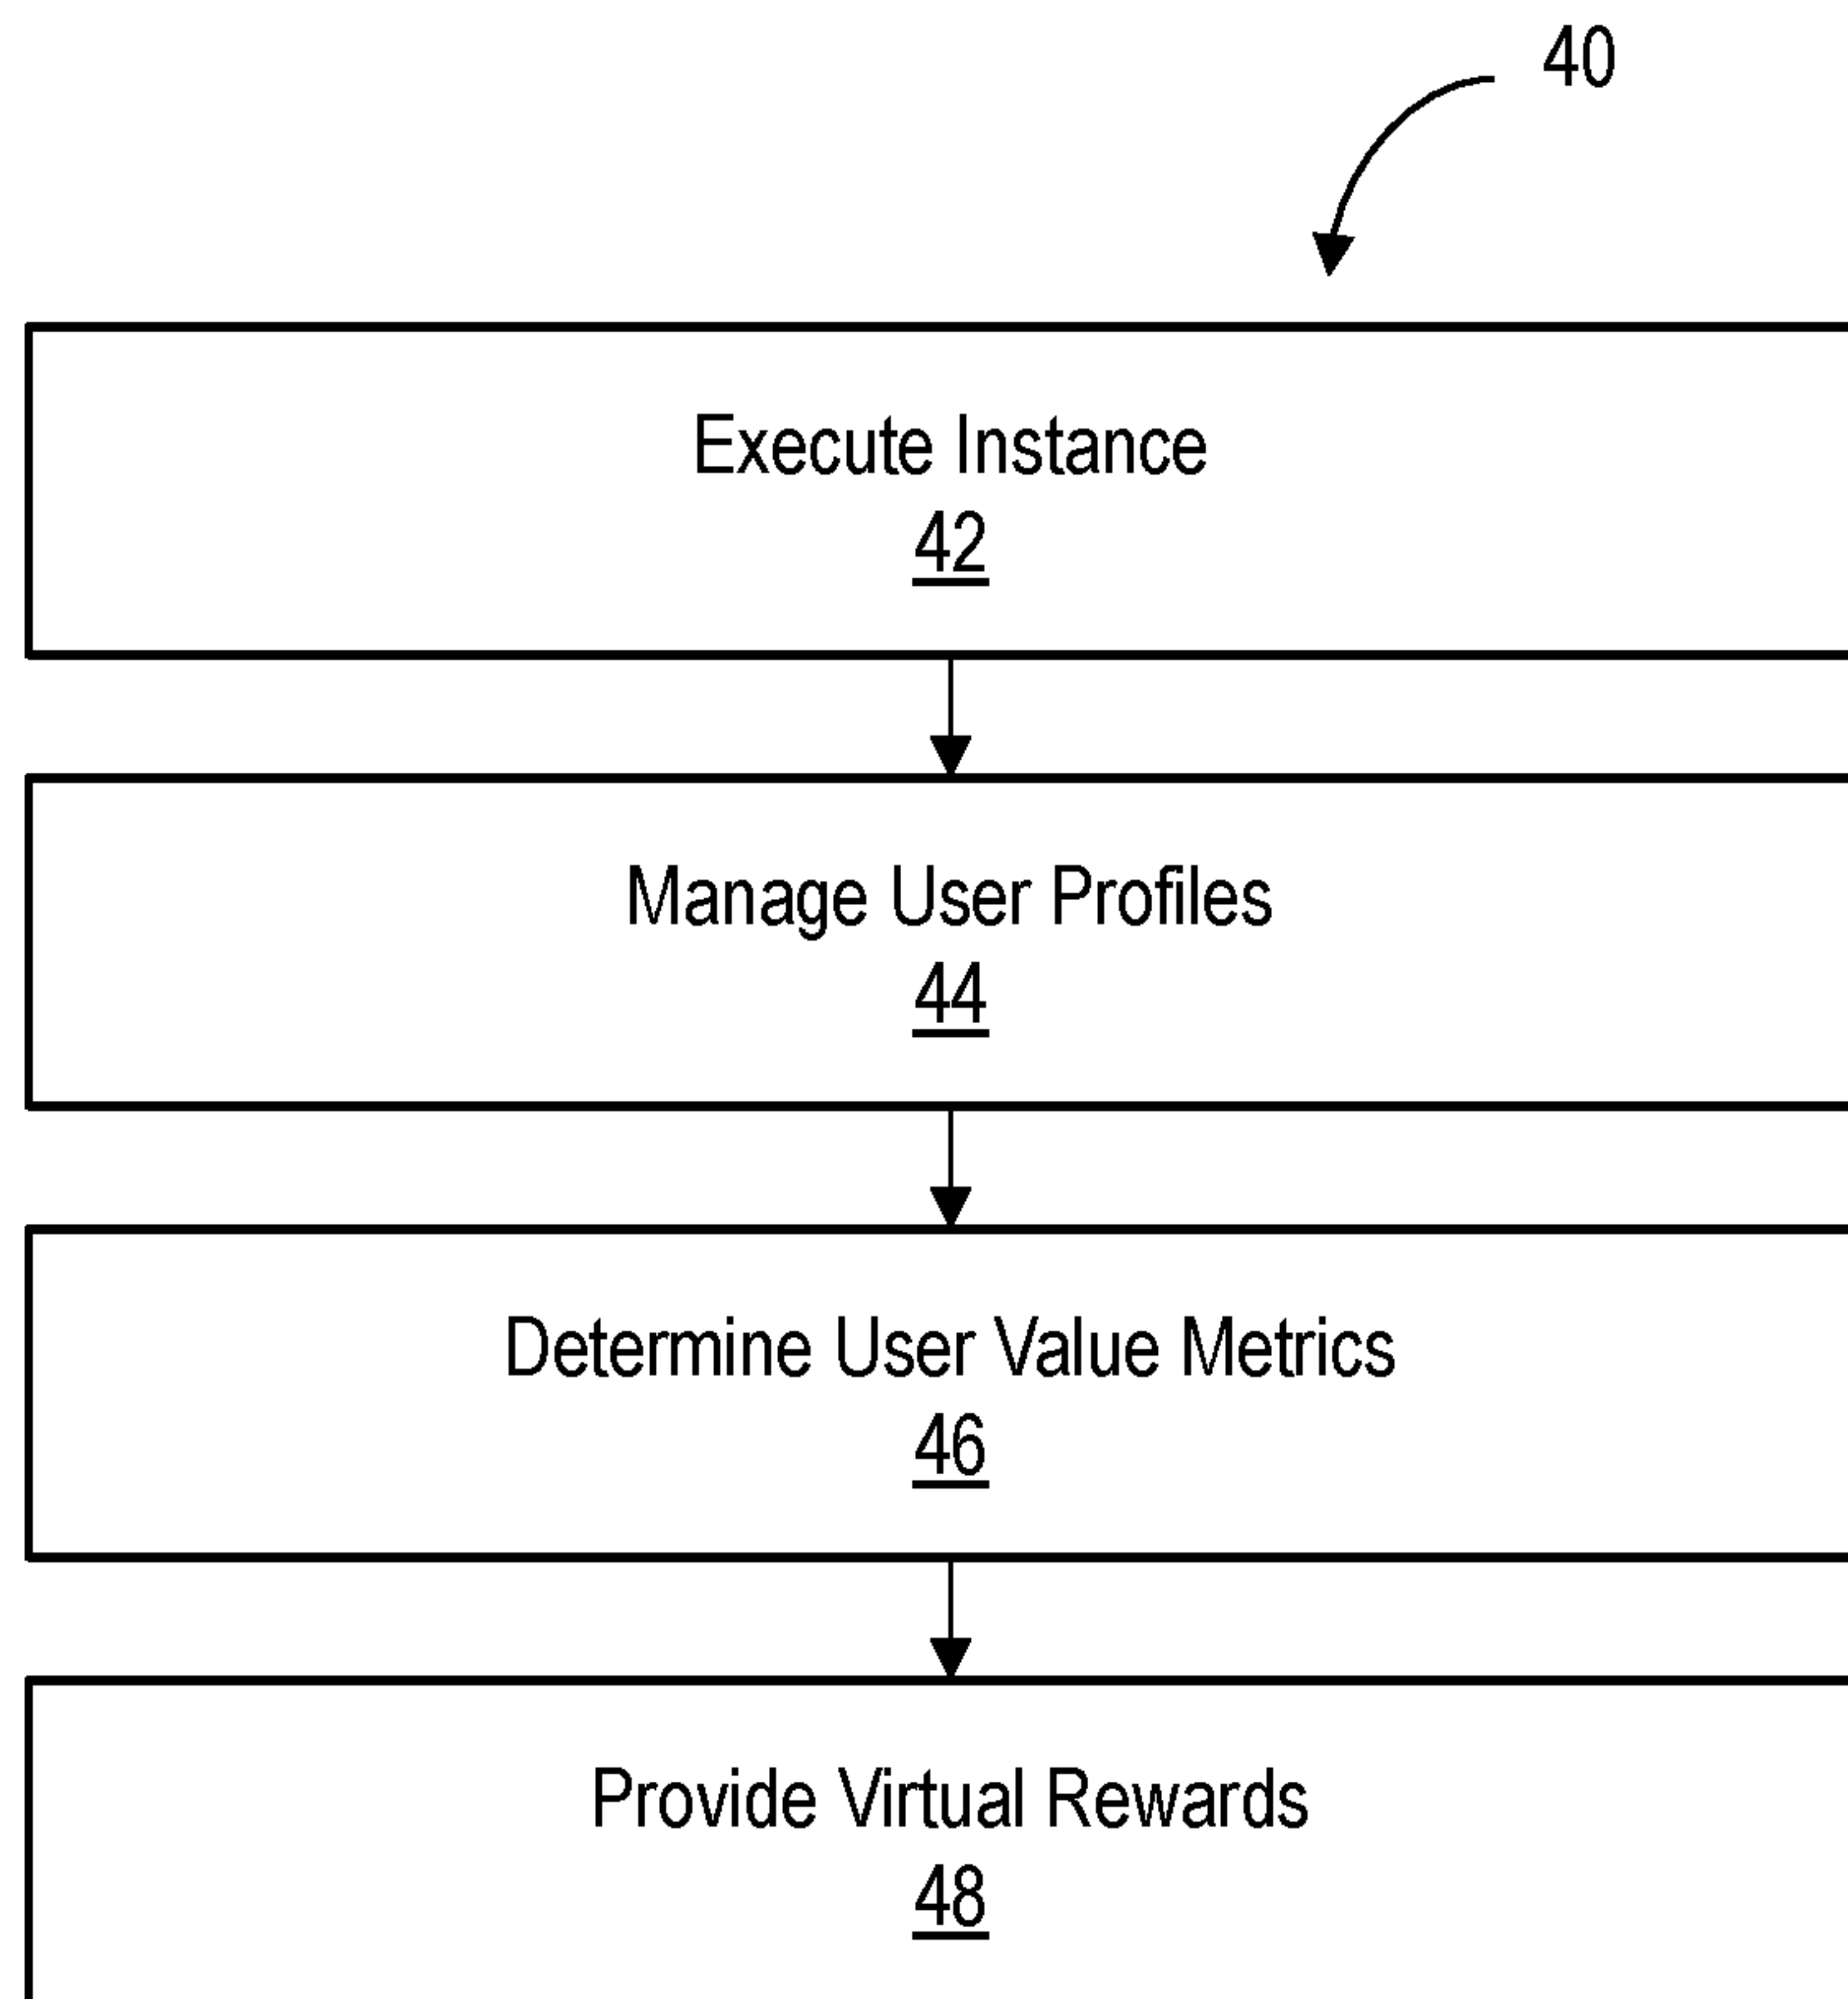 40
Execute Instance
42
Manage User Profiles
44
Determine User Value Metrics
46
Provide Virtual Rewards
48